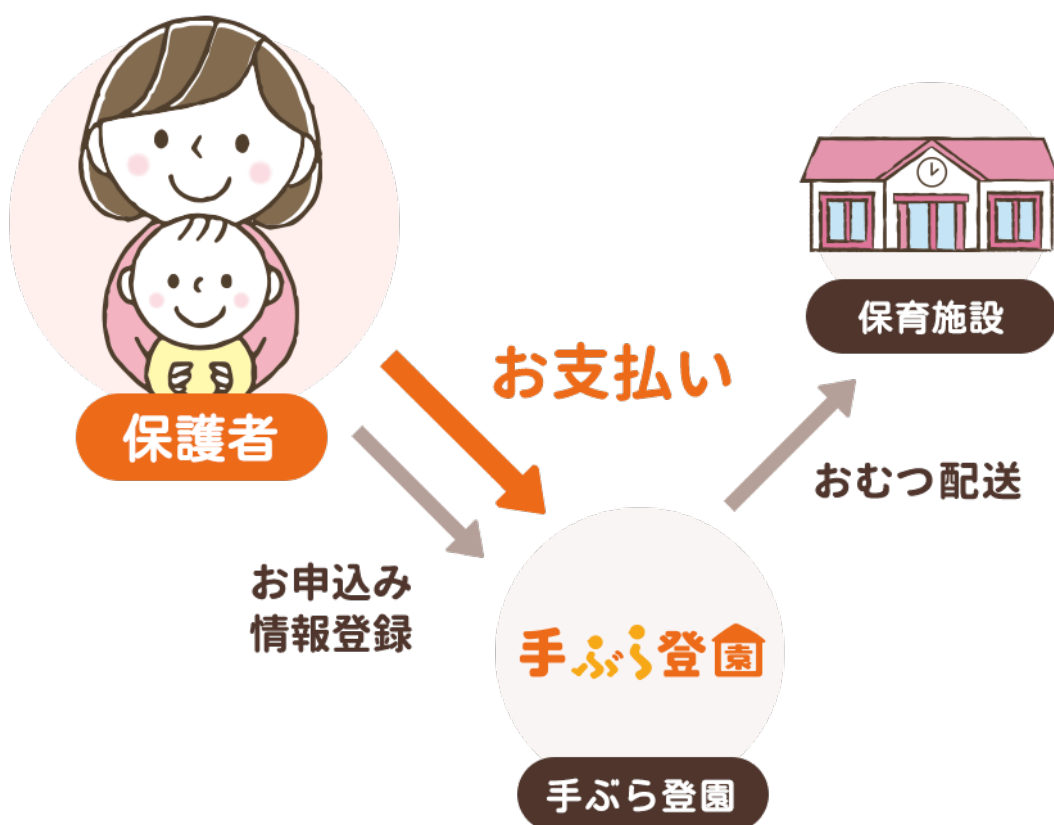 保育施設
お支払い
保護者
おむつ配送
お申込み
情報登録
手ぶら登園
手ぶら登園